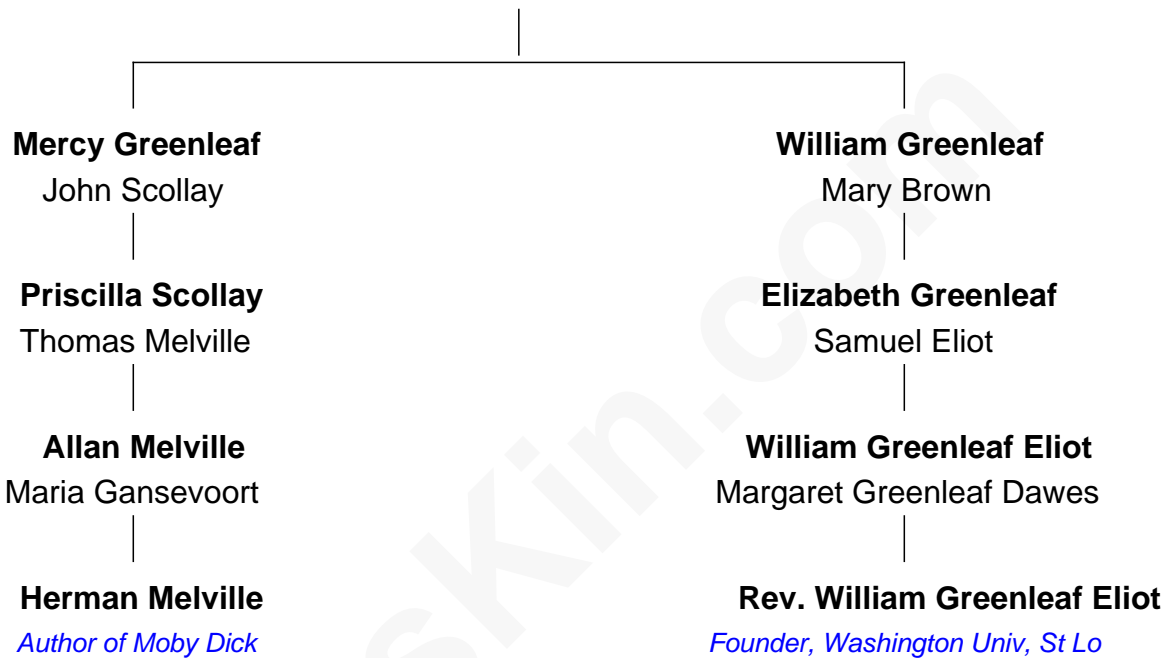 Mercy Greenleaf
John Scollay
Priscilla Scollay
Thomas Melville
Allan Melville
Maria Gansevoort
Herman Melville
Author of Moby Dick
William Greenleaf
Mary Brown
Elizabeth Greenleaf
Samuel Eliot
William Greenleaf Eliot
Margaret Greenleaf Dawes
Rev. William Greenleaf Eliot
Founder, Washington Univ, St Lo
sKin.com